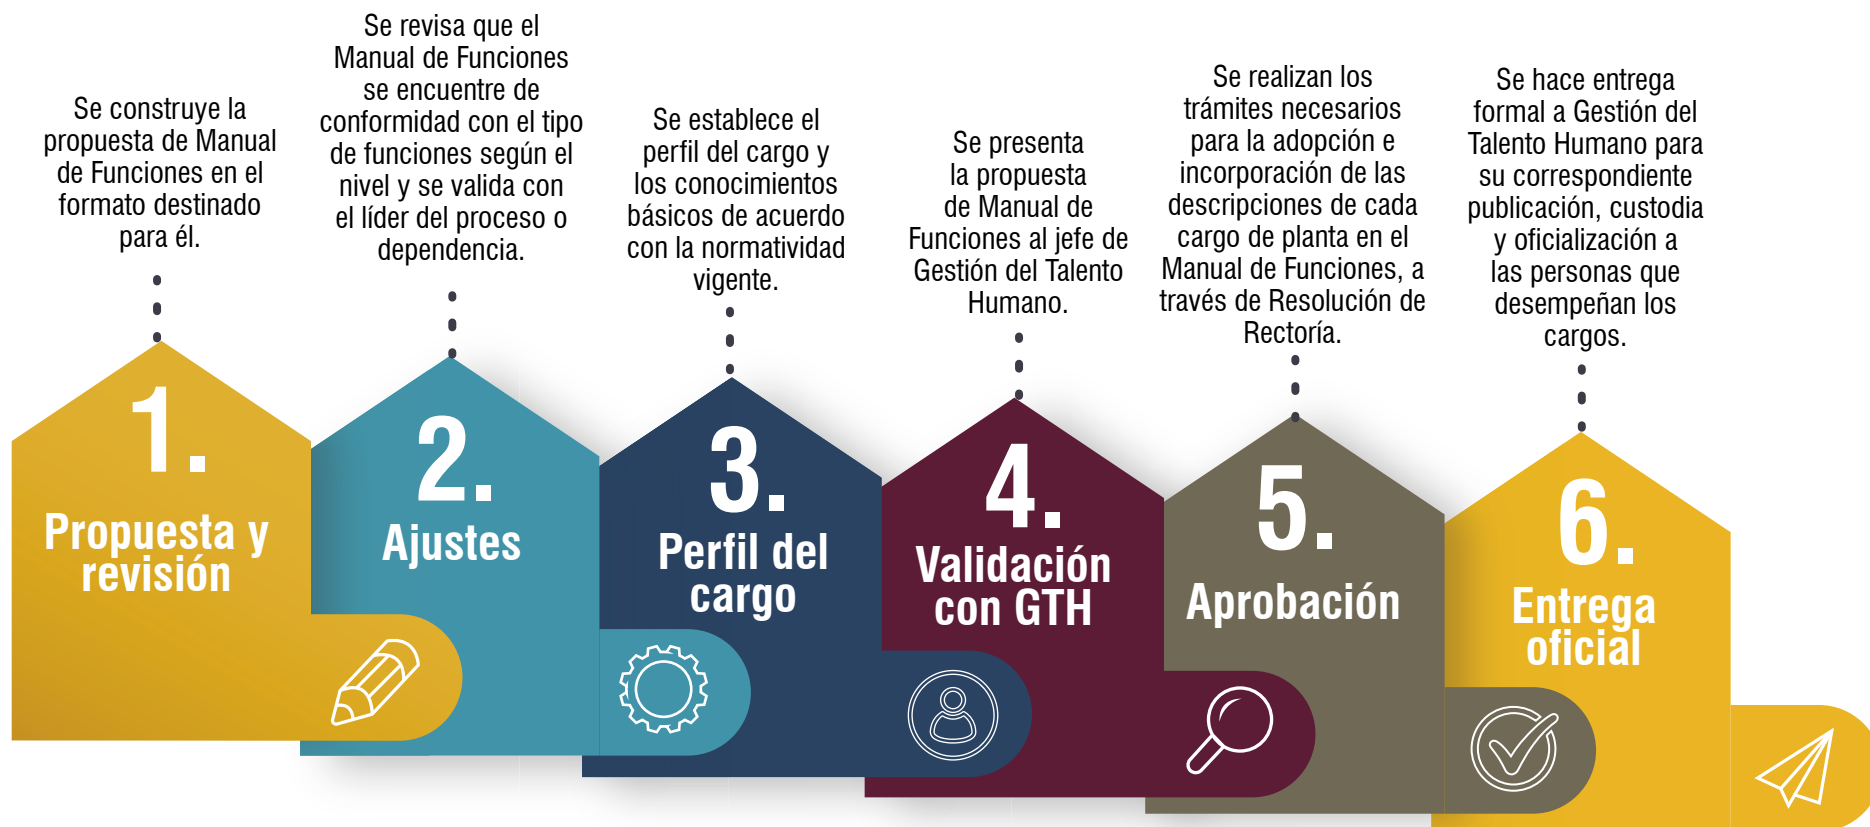 Se construye la
propuesta de Manual
de Funciones en el
formato destinado
para él.
1.
Propuesta y
revisión
Se revisa que el
Manual de Funciones
se encuentre de
conformidad con el tipo
de funciones según el
nivel y se valida con
el líder del proceso o
dependencia.
2.
Ajustes
Se establece el
perfil del cargo y
los conocimientos
básicos de acuerdo
con la normatividad
vigente.
3.
Perfil del
cargo
Se presenta
la propuesta
de Manual de
Funciones al jefe de
Gestión del Talento
Humano.
4.
Validación
con GTH
Se realizan los
trámites necesarios
para la adopción e
incorporación de las
descripciones de cada
cargo de planta en el
Manual de Funciones, a
través de Resolución de
Rectoría.
5.
Aprobación
Se hace entrega
formal a Gestión del
Talento Humano para
su correspondiente
publicación, custodia
y oficialización a
las personas que
desempeñan los
cargos.
6.
Entrega
oficial